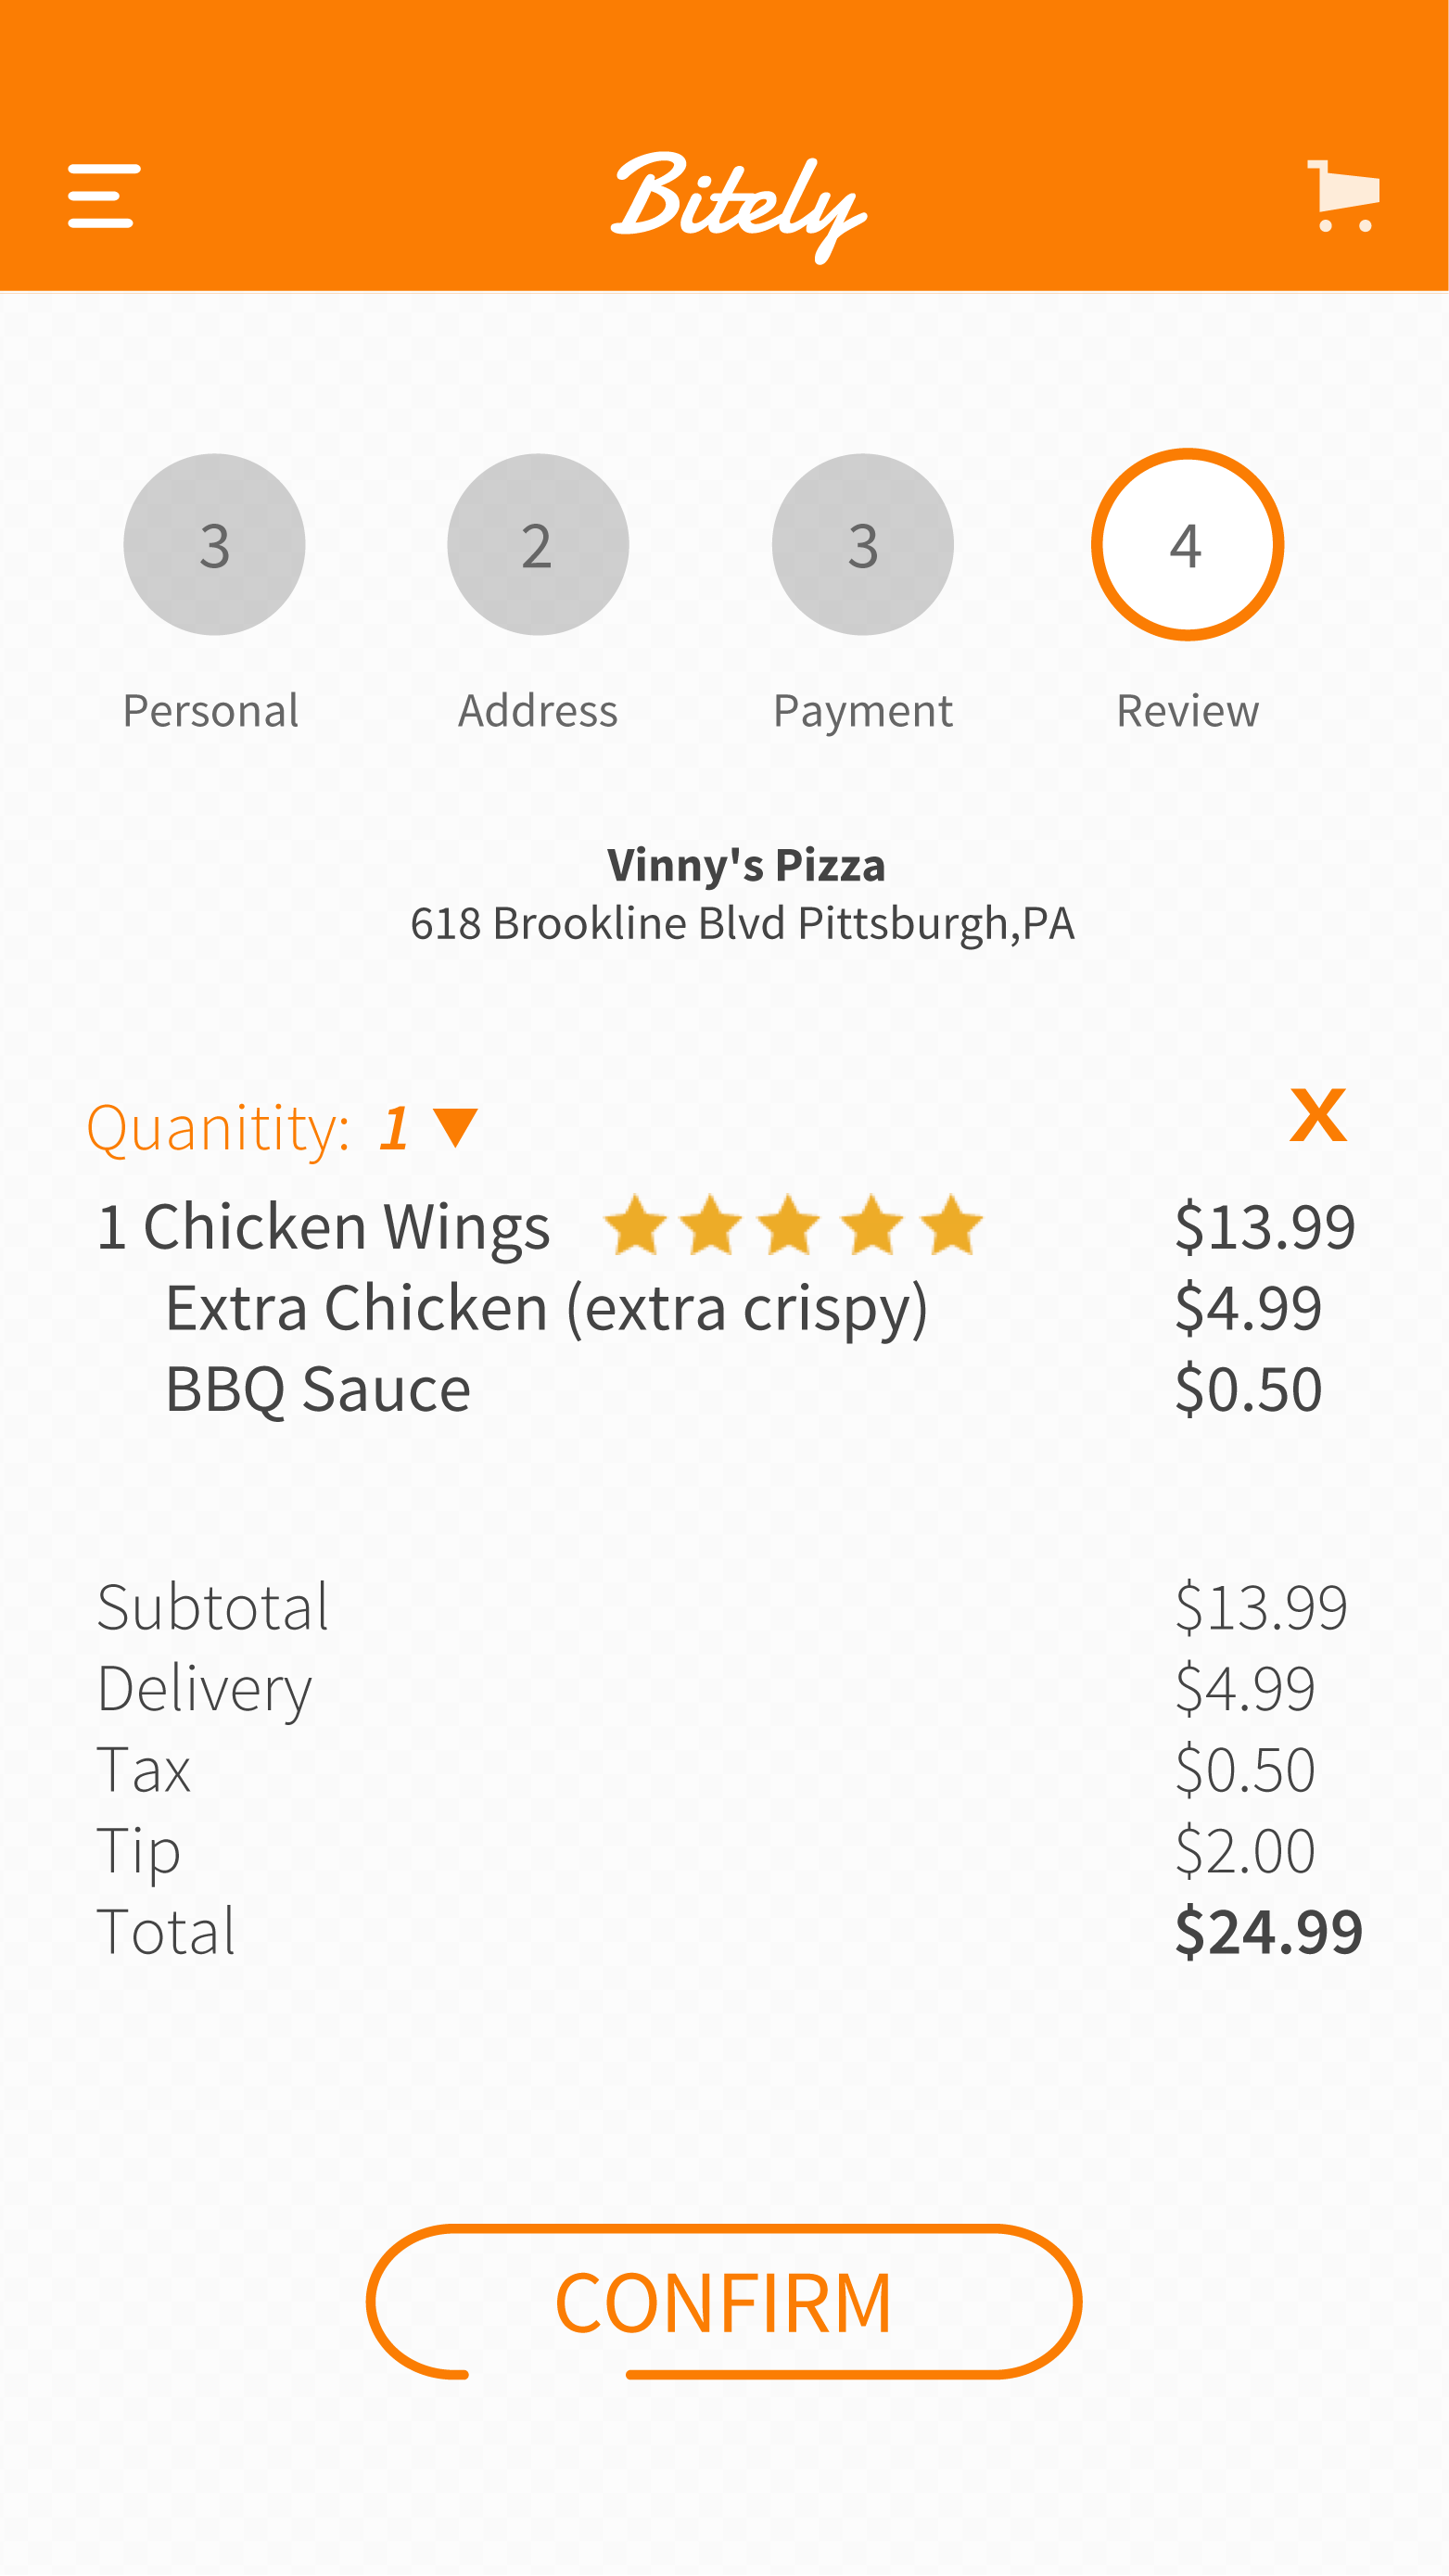 Bitely
3 2 3 4
Personal Address Payment Review
Vinny's Pizza
618 Brookline Blvd Pittsburgh,PA
Quanitity: 1 X
1 Chicken Wings $13.99
Extra Chicken (extra crispy) $4.99
BBQ Sauce $0.50
Subtotal $13.99
Delivery $4.99
Tax $0.50
Tip $2.00
Total $24.99
CONFIRM